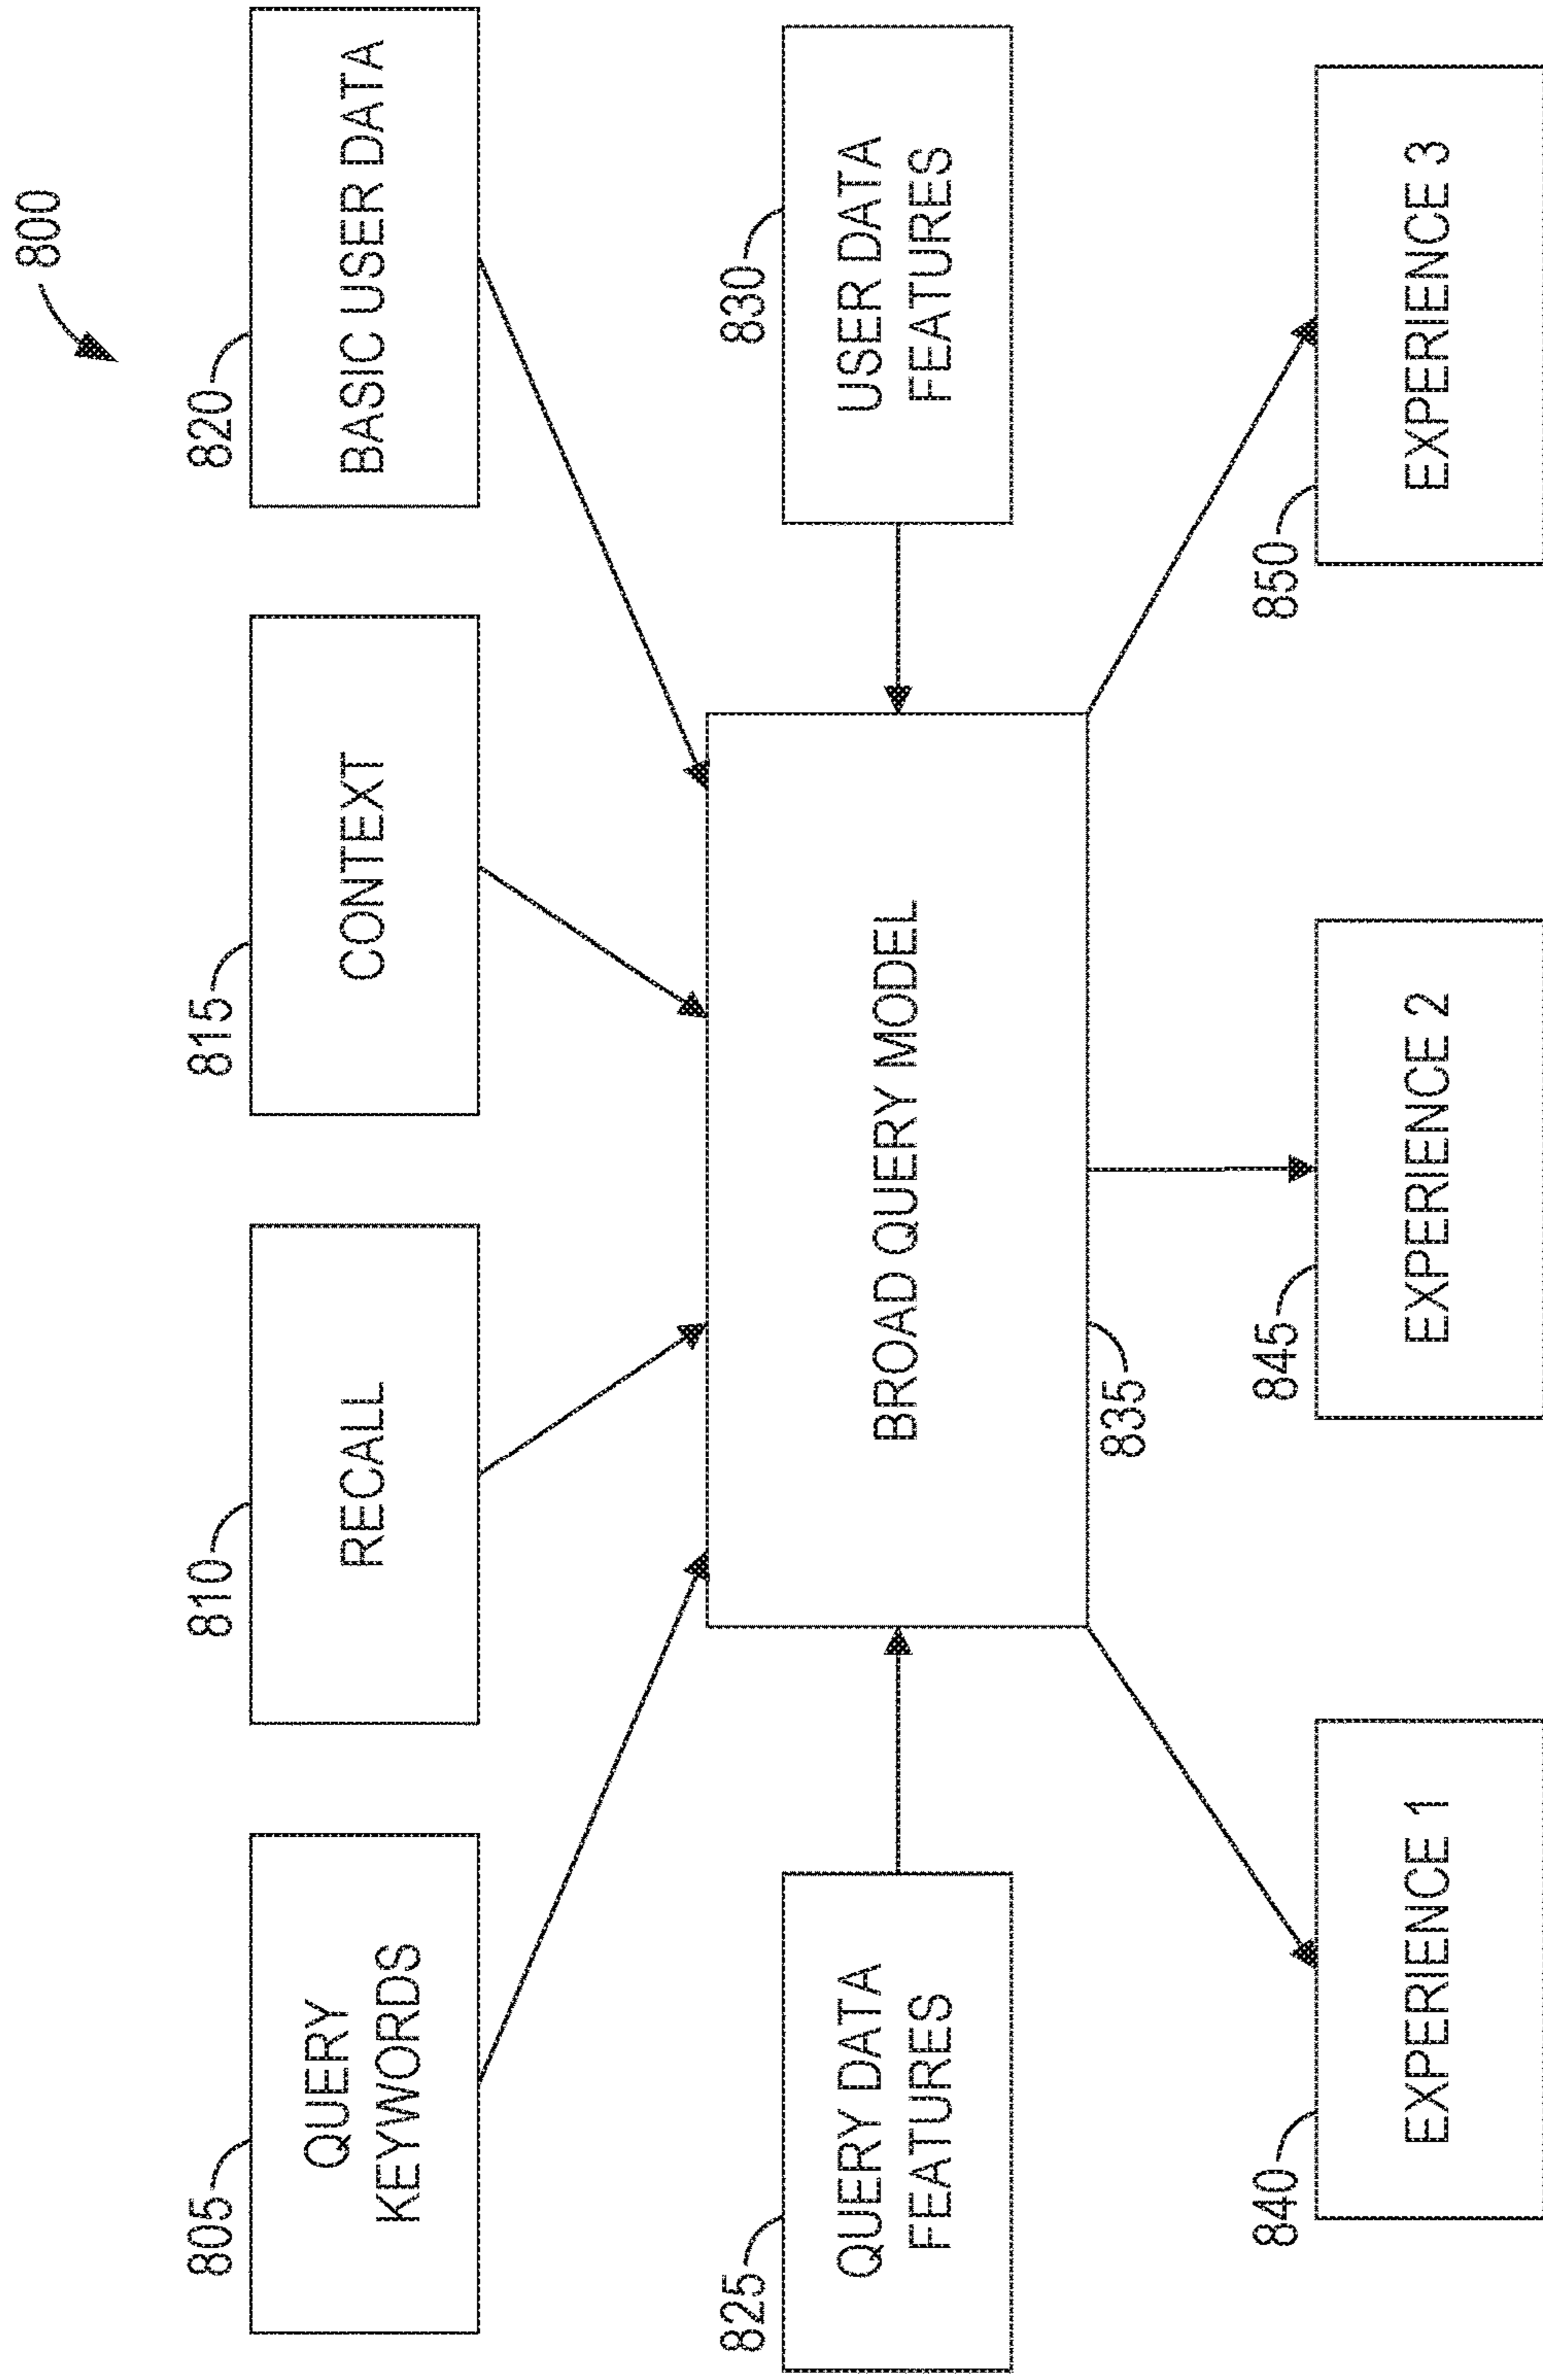 800
805
QUERY
KEYWORDS
810
RECALL
815
CONTEXT
820
BASIC USER DATA
825
QUERY DATA
FEATURES
BROAD QUERY MODEL
835
830
USER DATA
FEATURES
840
EXPERIENCE 1
845
EXPERIENCE 2
850
EXPERIENCE 3